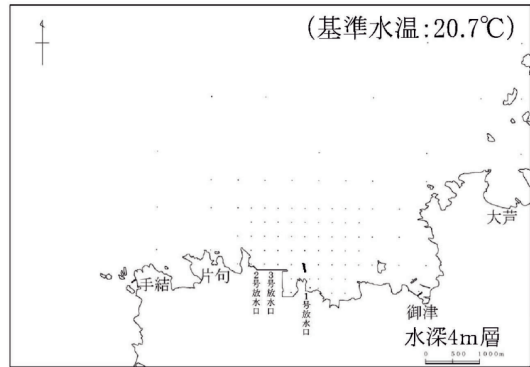 (基準水温:20.7℃)
大芦
手結
片句
2号放水口
3号放水口
1号放水口
御津
水深4m層
0 500 1000m